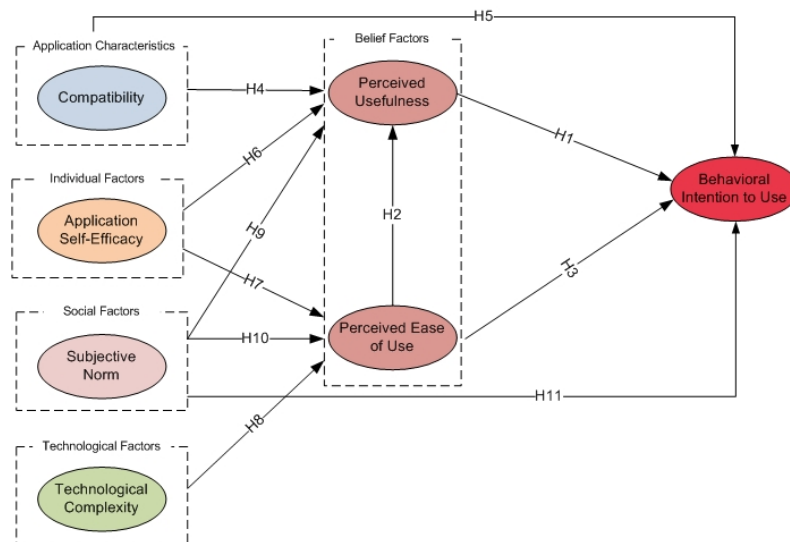 H5
Application Characteristics
Belief Factors
Compatibility
H4
Perceived
Usefulness
H1
H6
Individual Factors
Behavioral
Intention to Use
Application
Self-Efficacy
H2
H9
H7
H3
Social Factors
Subjective
Norm
H10
Perceived Ease
of Use
H11
H8
Technological Factors
Technological
Complexity